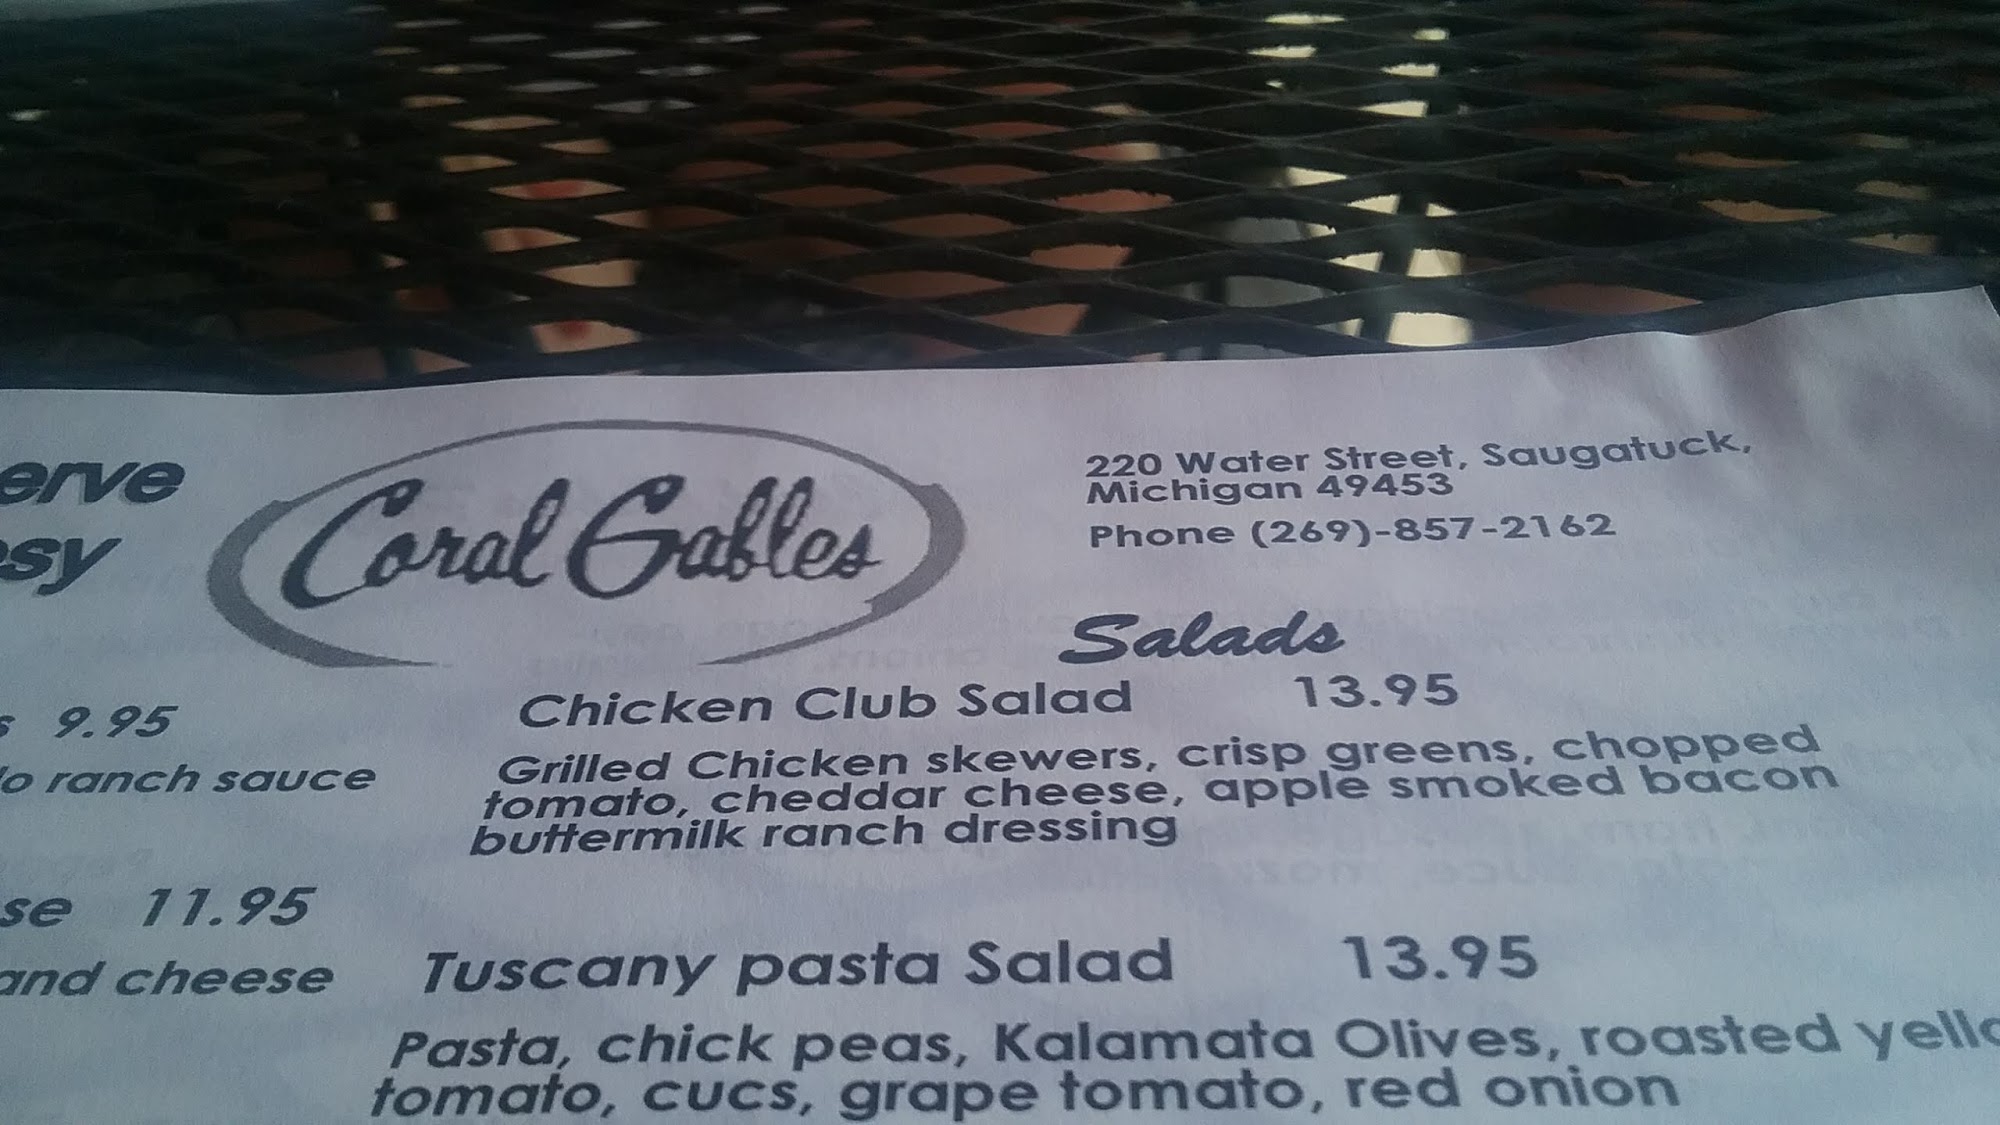 Coral Gables
220 Water Street, Saugatuck,
Michigan 49453
Phone (269)-857-2162
Salads
Chicken Club Salad 13.95
Grilled Chicken skewers, crisp greens, chopped
tomato, cheddar cheese, apple smoked bacon
buttermilk ranch dressing
Tuscany pasta Salad 13.95
Pasta, chick peas, Kalamata Olives, roasted
tomato, cucs, grape tomato, red onion
9.95
ranch sauce
11.95
and cheese